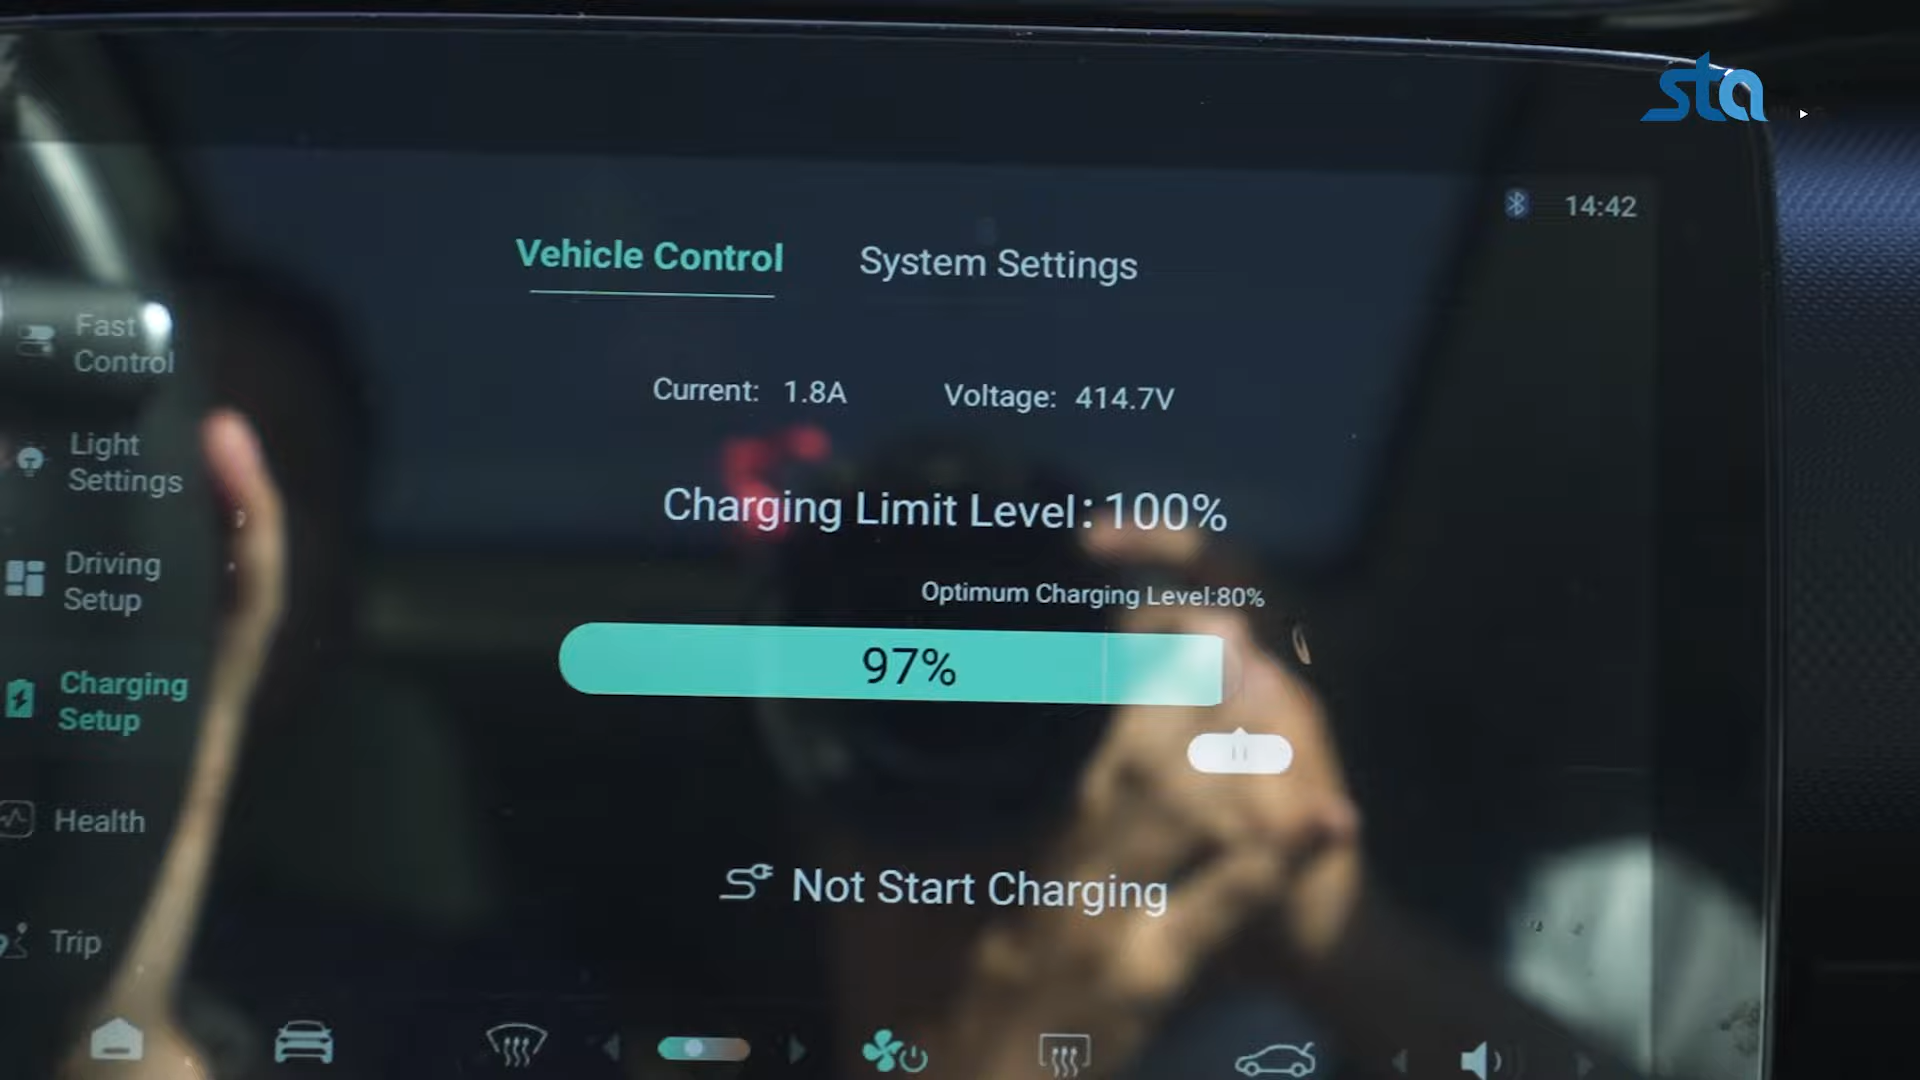 sta
14:42
Vehicle Control
System Settings
Fast
Control
Current: 1.8A
Voltage: 414.7V
Light
Settings
Charging Limit Level: 100%
Driving
Setup
Optimum Charging Level:80%
97%
Charging
Setup
Health
Not Start Charging
Trip